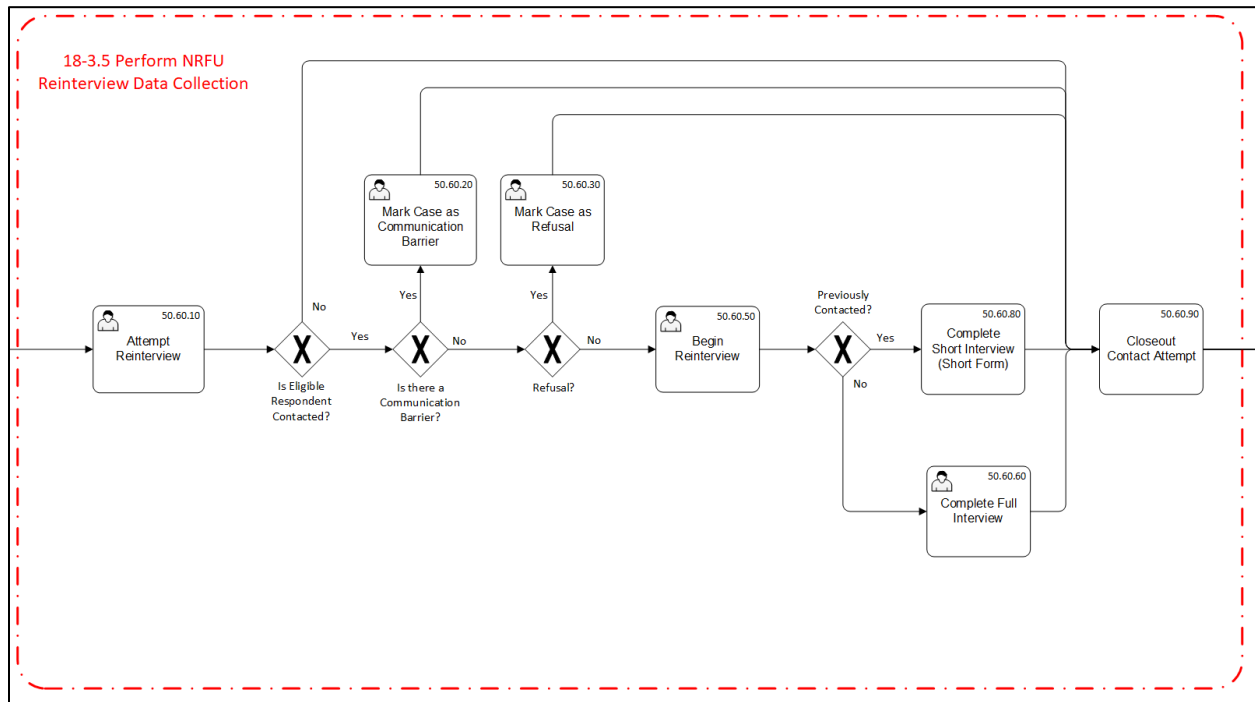 18-3.5 Perform NRFU
Reinterview Data Collection
50.60.20
Mark Case as
Communication
Barrier
50.60.30
Mark Case as
Refusal
Yes
Yes
No
50.60.10
Attempt
Reinterview
Is Eligible
Respondent
Contacted?
Yes
Is there a
Communication
Barrier?
No
Refusal?
No
50.60.50
Begin
Reinterview
Previously
Contacted?
Yes
No
50.60.80
Complete
Short Interview
(Short Form)
50.60.90
Closeout
Contact Attempt
50.60.60
Complete Full
Interview
X
X
X
X